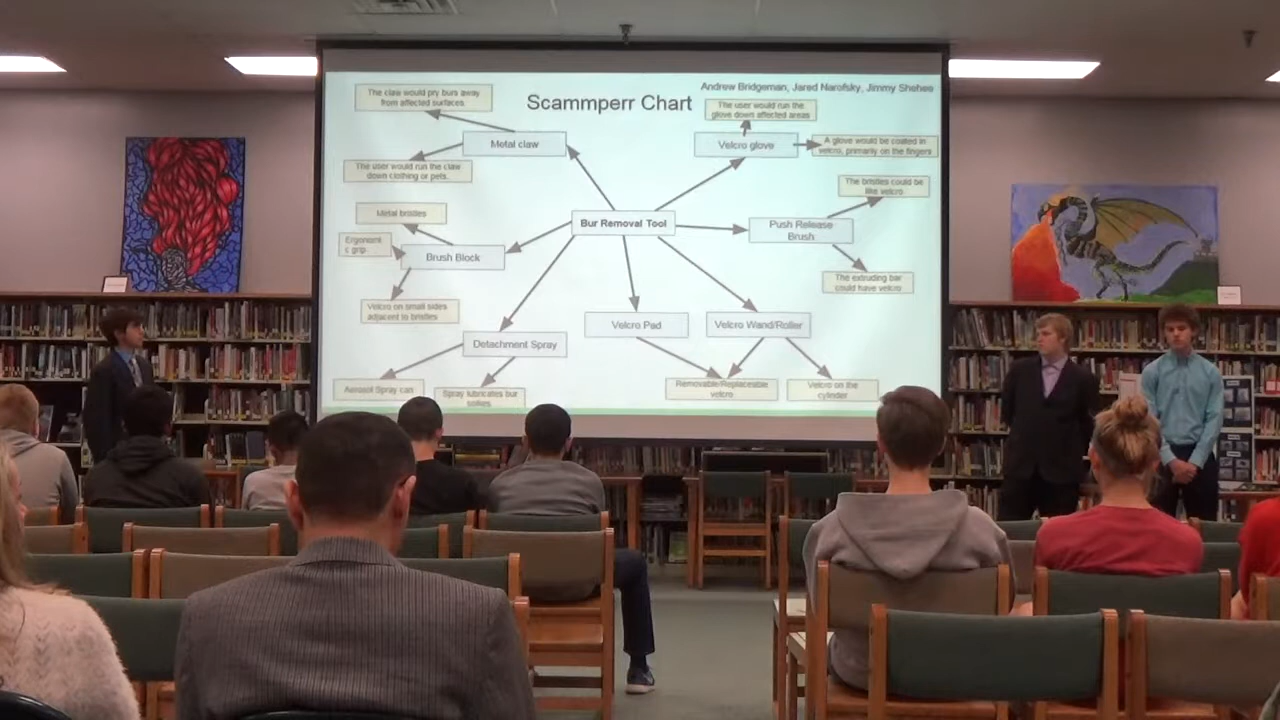 Andrew Bridgeman, Jared Narofsky, Jimmy Shehee
Scammperr Chart
The claw would pry burs away
from affected surfaces.
The user would run the
glove down affected areas
Metal claw
Velcro glove
A glove would be coated in
velcro, primarily on the fingers
The user would run the claw
down clothing or pets.
The bristles could be
like velcro
Metal bristles
Bur Removal Tool
Push Release
Brush
Ergonomi
c grip
Brush Block
The extruding bar
could have velcro
Velcro on small sides
adjacent to bristles
Velcro Pad
Velcro Wand/Roller
Detachment Spray
Aerosol Spray can
Spray lubricates bur
spikes
Removable/Replaceable
velcro
Velcro on the
cylinder